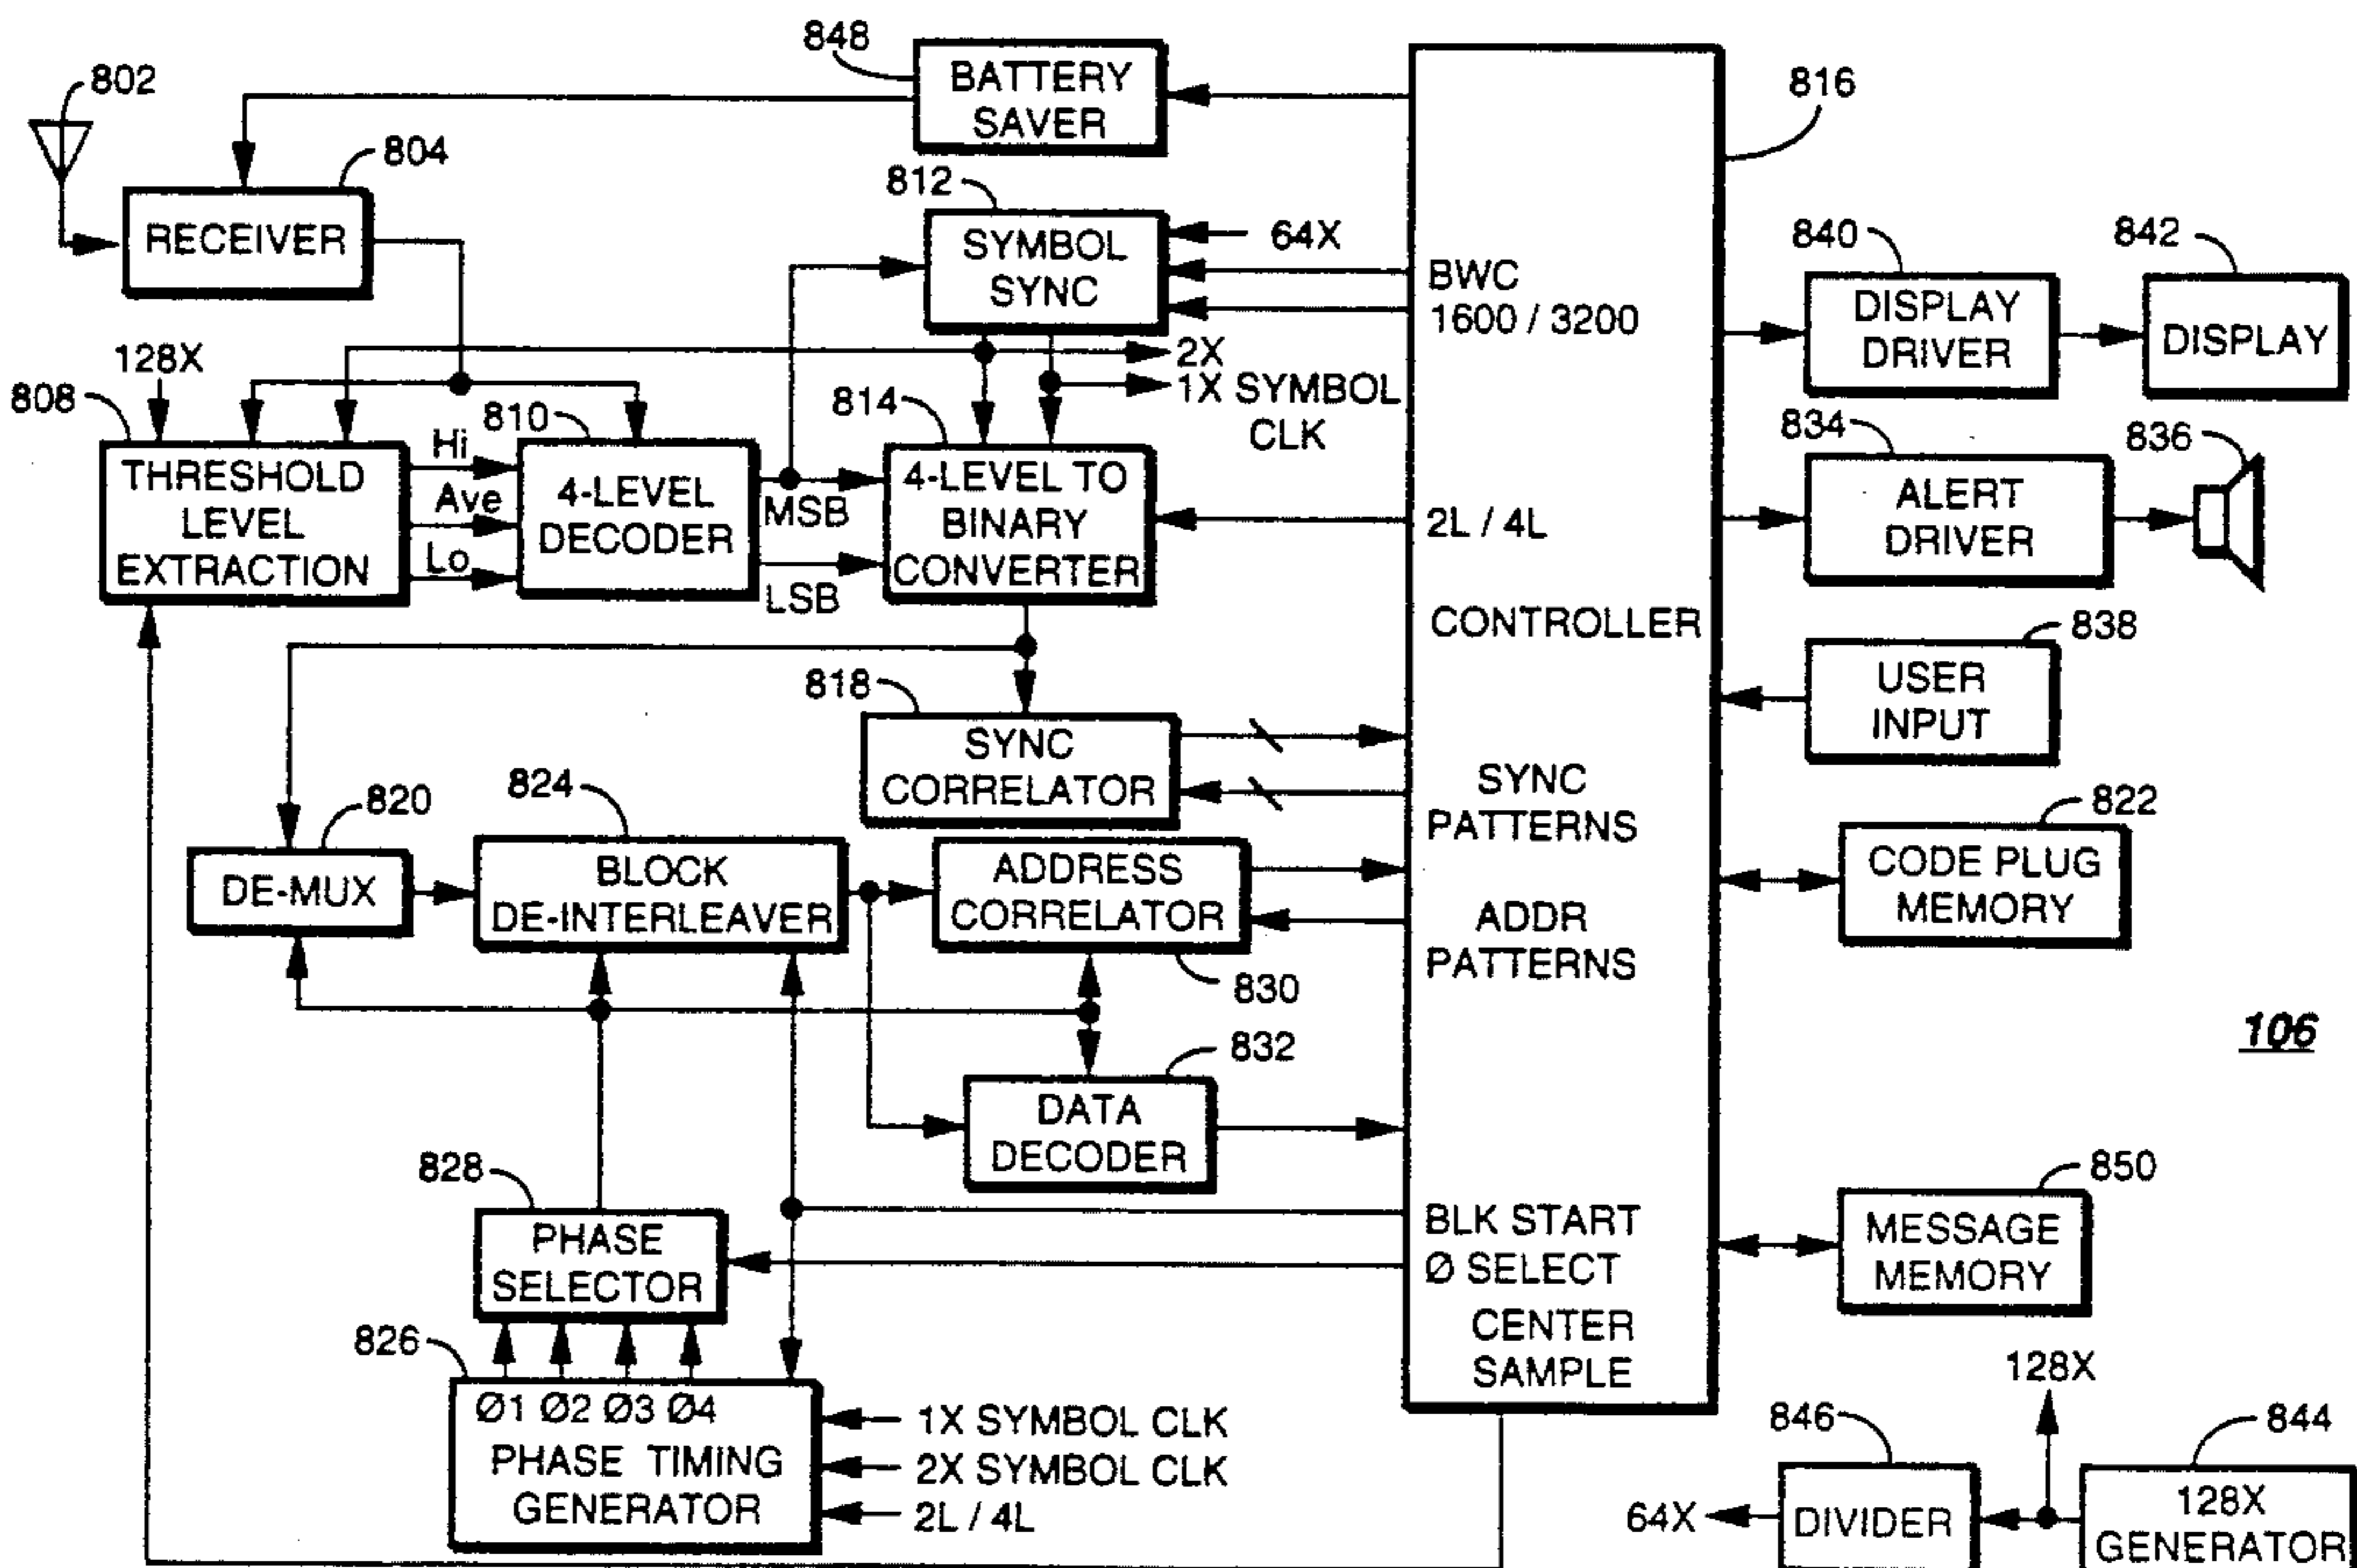 848
BATTERY
SAVER
802
816
804
RECEIVER
812
SYMBOL
SYNC
64X
BWC
1600 / 3200
840
DISPLAY
DRIVER
842
DISPLAY
2X
1X SYMBOL
CLK
128X
808
THRESHOLD
LEVEL
EXTRACTION
Hi
Ave
Lo
810
4-LEVEL
DECODER
MSB
LSB
814
4-LEVEL TO
BINARY
CONVERTER
2L / 4L
CONTROLLER
834
ALERT
DRIVER
836
838
USER
INPUT
818
SYNC
CORRELATOR
SYNC
PATTERNS
822
CODE PLUG
MEMORY
820
DE-MUX
824
BLOCK
DE-INTERLEAVER
ADDRESS
CORRELATOR
830
ADDR
PATTERNS
106
832
DATA
DECODER
828
PHASE
SELECTOR
BLK START
Ø SELECT
CENTER
SAMPLE
850
MESSAGE
MEMORY
826
Ø1 Ø2 Ø3 Ø4
PHASE TIMING
GENERATOR
1X SYMBOL CLK
2X SYMBOL CLK
2L / 4L
128X
846
844
64X
DIVIDER
128X
GENERATOR